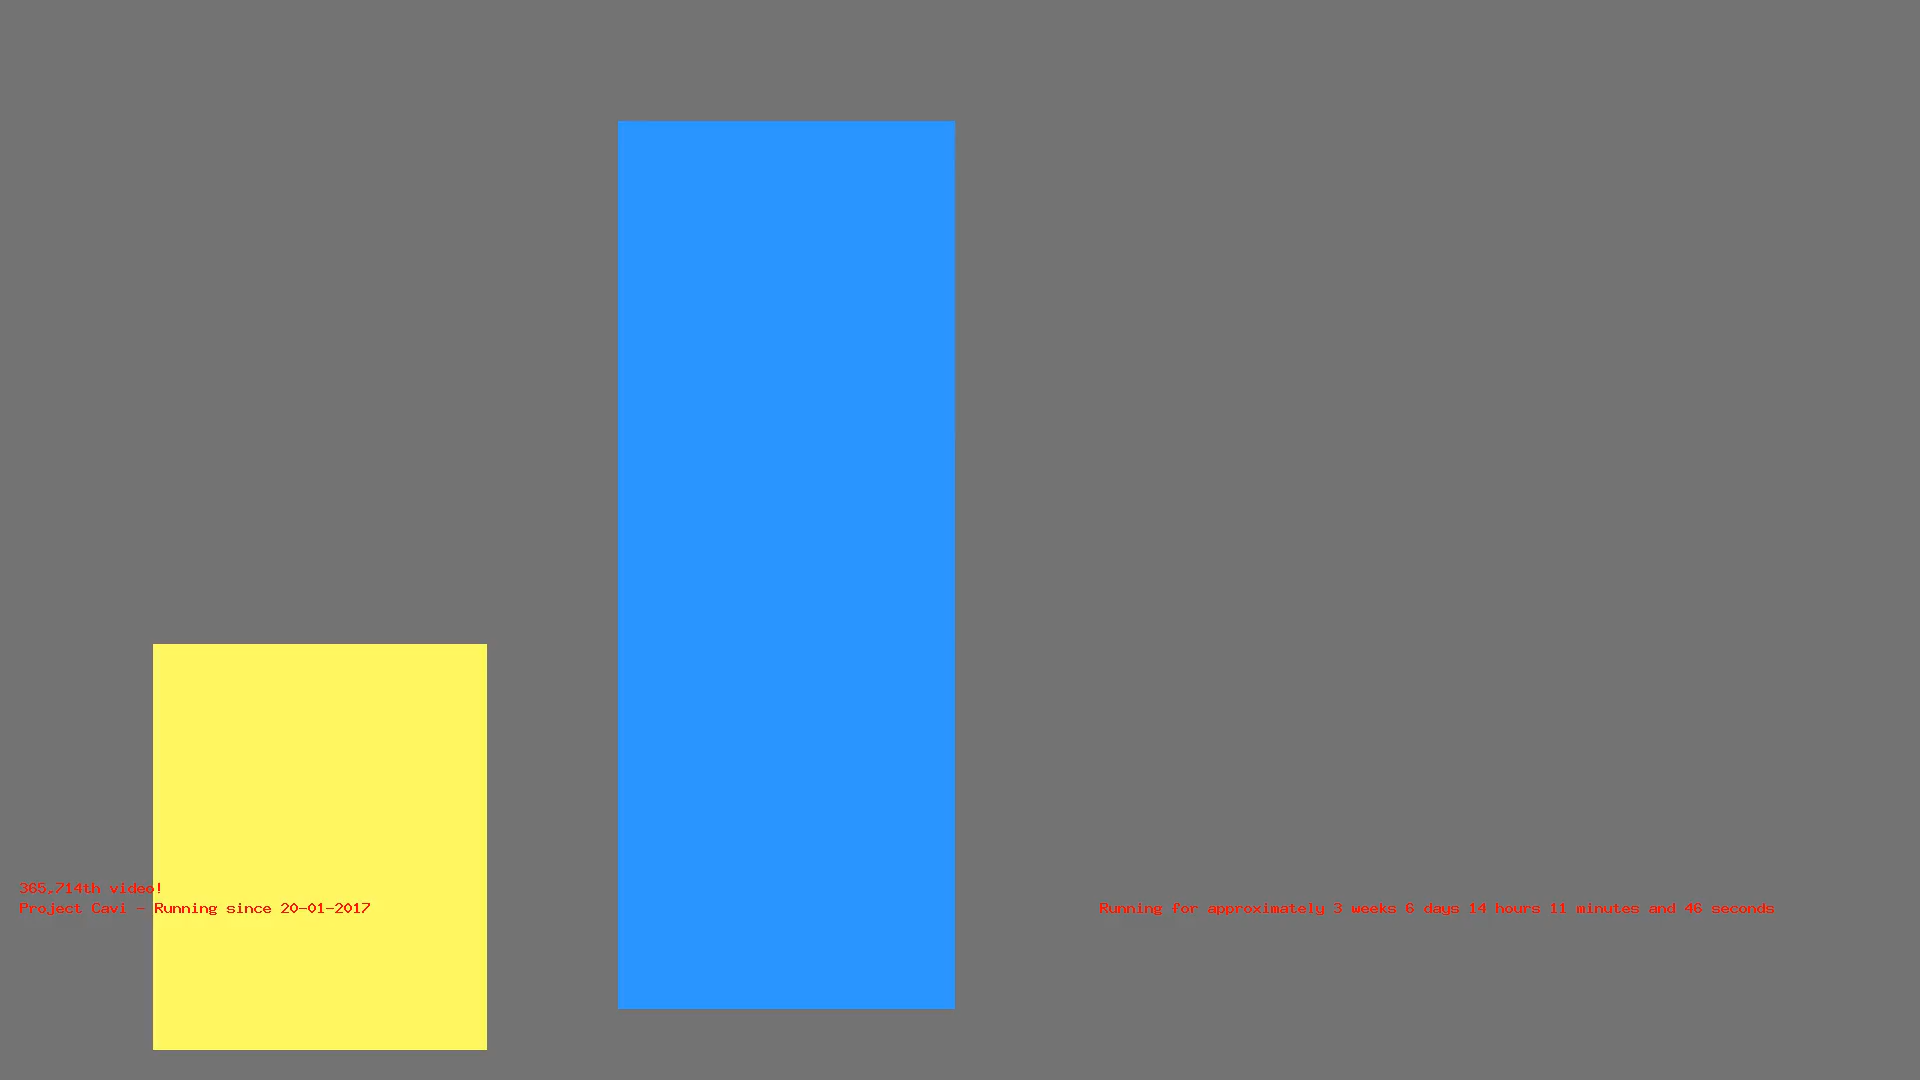 365,714th video!
Project Cavi - Running since 20-01-2017
Running for approximately 3 weeks 6 days 14 hours 11 minutes and 46 seconds